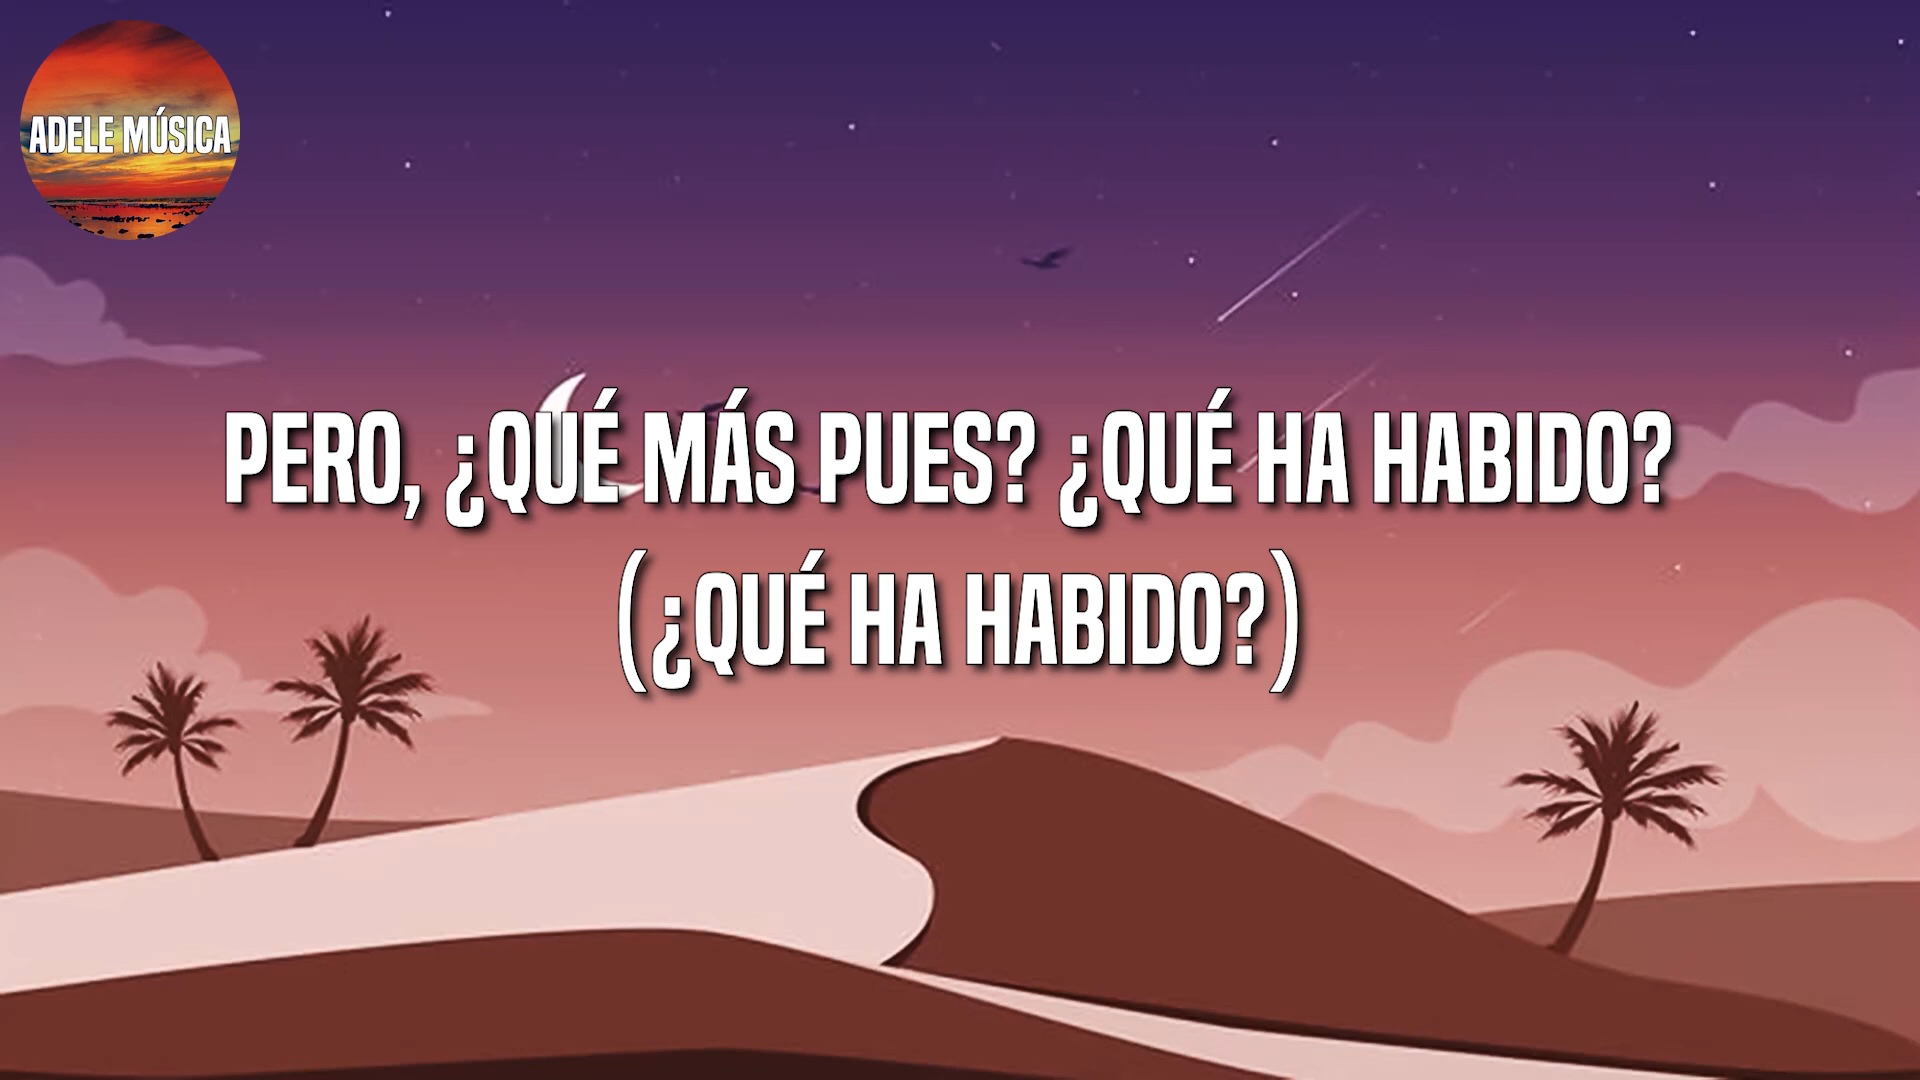 ADELE MÚSICA
PERO, ¿QUÉ MÁS PUES? ¿QUÉ HA HABIDO?
(¿QUÉ HA HABIDO?)